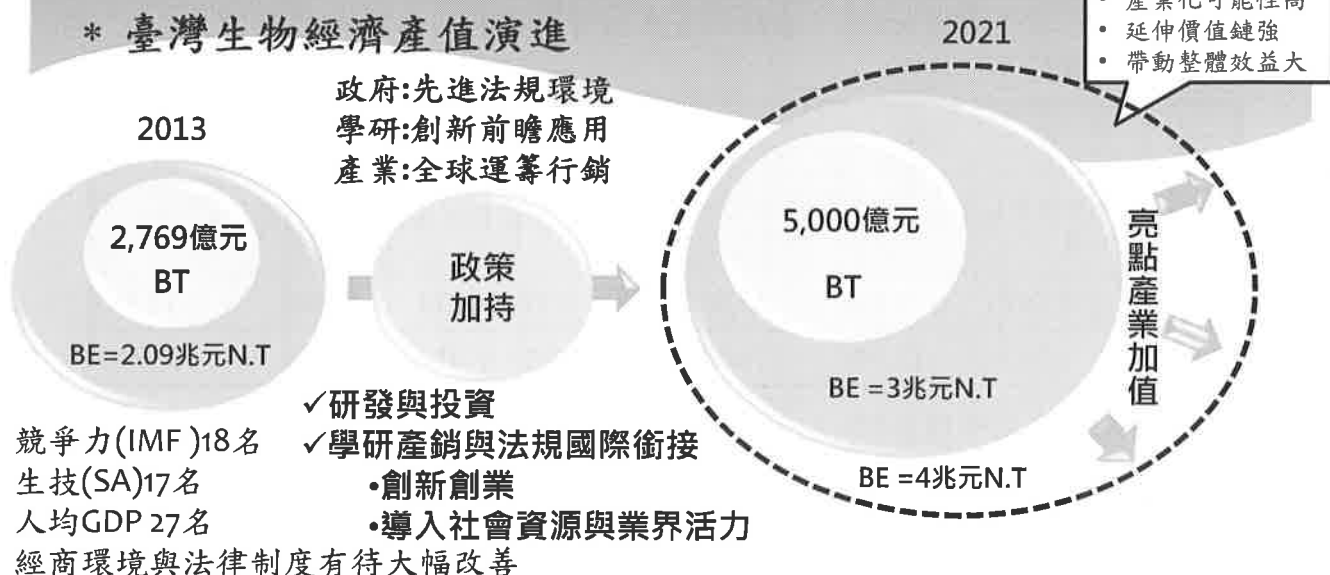 * 臺灣生物經濟產值演進
2021
產業化可能性高
• 延伸價值鏈強
• 帶動整體效益大
政府:先進法規環境
學研:創新前瞻應用
產業:全球運籌行銷
2013
2,769億元
BT
BE=2.09兆元N.T
政策
加持
5,000億元
BT
BE =3兆元N.T
BE =4兆元N.T
亮點產業加值
✓研發與投資
✓學研產銷與法規國際銜接
•創新創業
•導入社會資源與業界活力
競爭力(IMF )18名
生技(SA)17名
人均GDP 27名
經商環境與法律制度有待大幅改善